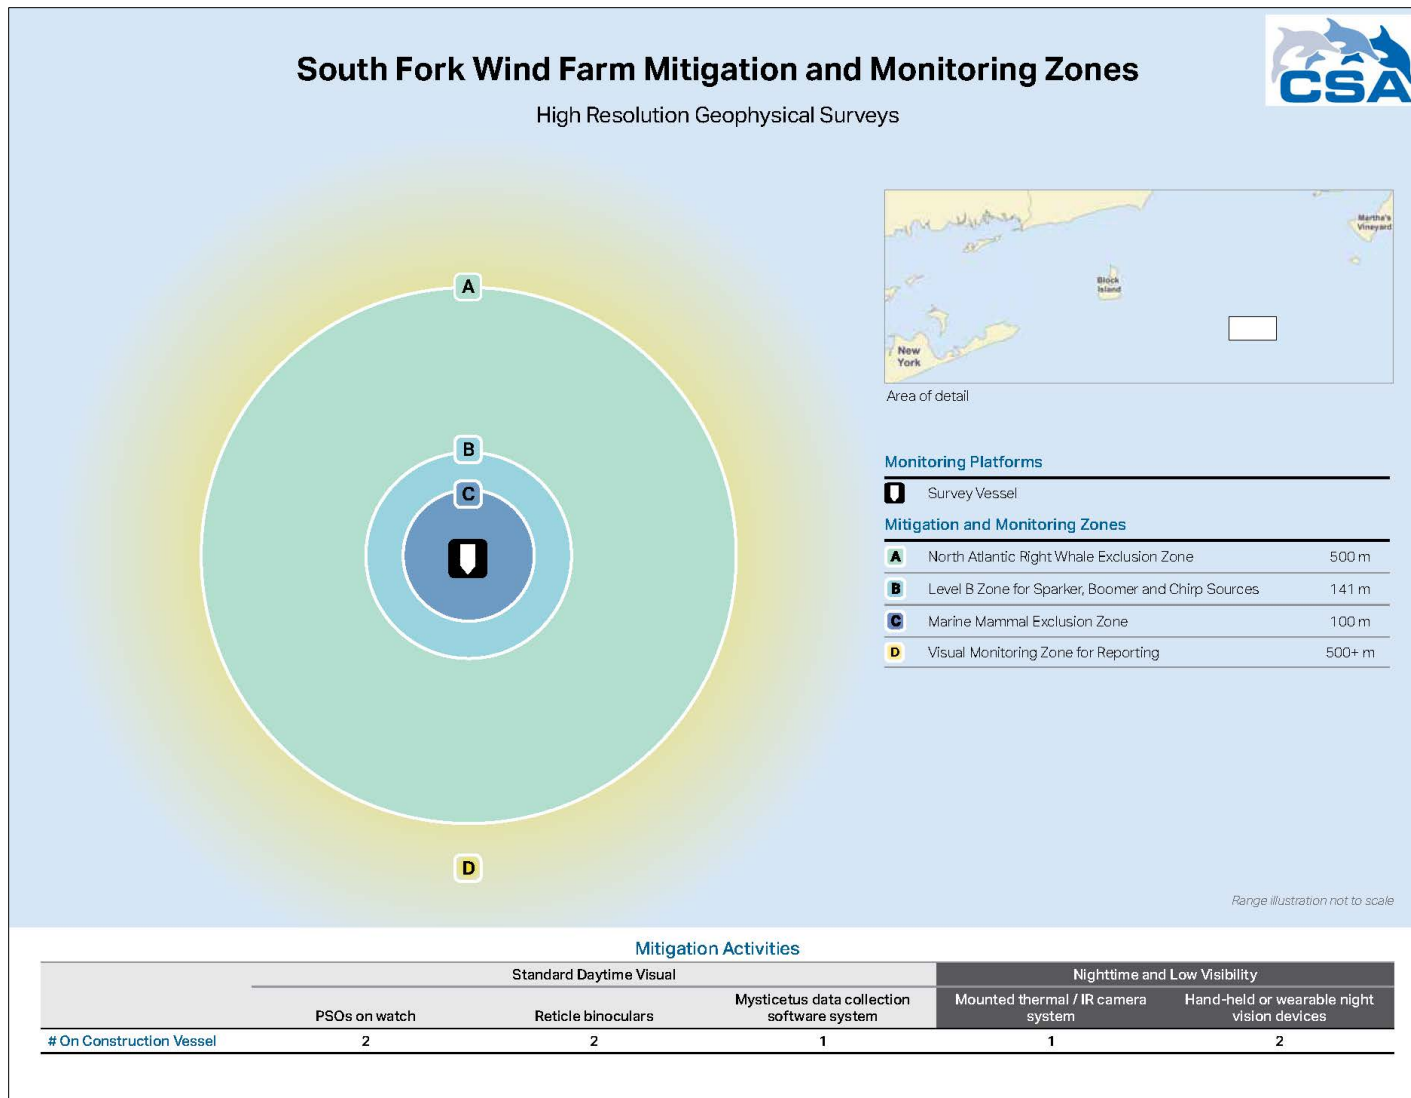 South Fork Wind Farm Mitigation and Monitoring Zones
High Resolution Geophysical Surveys
CSA
A
B
C
D
Martha's
Vineyard
Block
Island
New
York
Area of detail
Monitoring Platforms
Survey Vessel
Mitigation and Monitoring Zones
A North Atlantic Right Whale Exclusion Zone 500 m
B Level B Zone for Sparker, Boomer and Chirp Sources 141 m
C Marine Mammal Exclusion Zone 100 m
D Visual Monitoring Zone for Reporting 500+ m
Range illustration not to scale
Mitigation Activities
Standard Daytime Visual Nighttime and Low Visibility
PSOs on watch Reticle binoculars Mysticetus data collection software system Mounted thermal / IR camera system Hand-held or wearable night vision devices
# On Construction Vessel 2 2 1 1 2